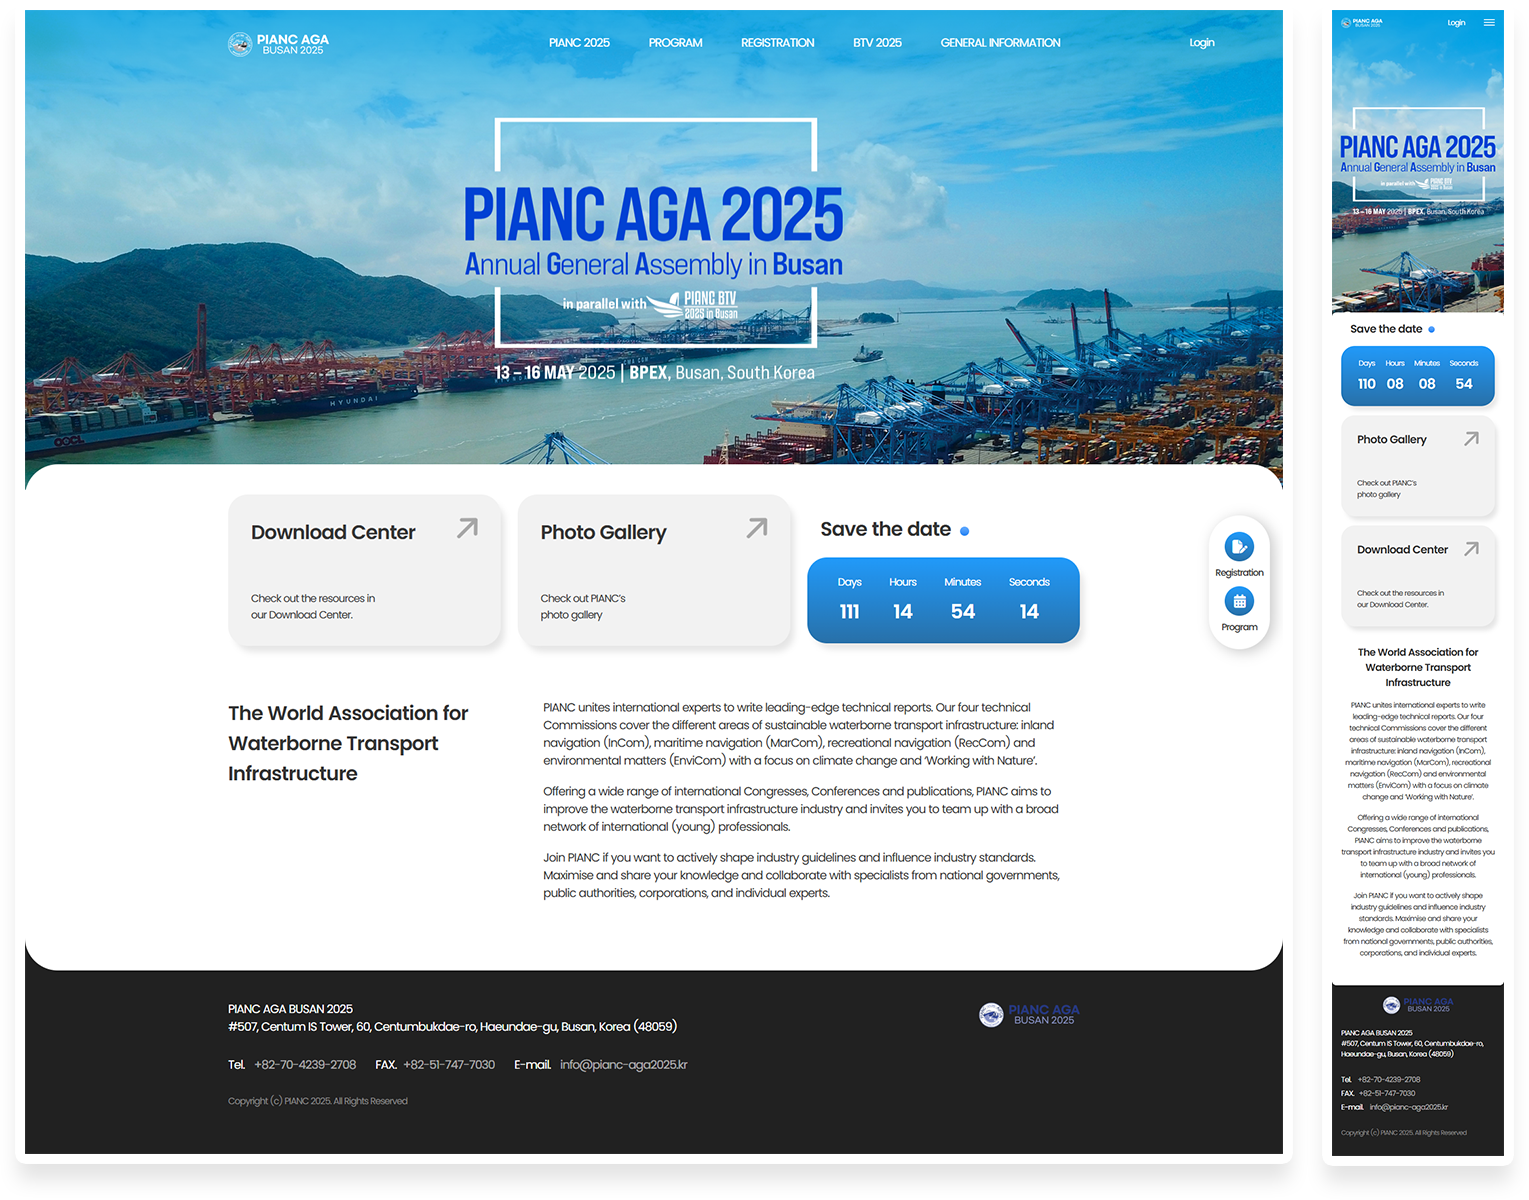 PIANC AGA
BUSAN 2025
PIANC 2025
PROGRAM
REGISTRATION
BTV 2025
GENERAL INFORMATION
Login
PIANC AGA 2025
Annual General Assembly in Busan
in parallel with PIANC BTV
2025 in Busan
13 – 16 MAY 2025 | BPEX, Busan, South Korea
HYUNDAI
OOCL
Download Center
Check out the resources in
our Download Center.
Photo Gallery
Check out PIANC's
photo gallery
Save the date
Days Hours Minutes Seconds
111 14 54 14
Registration
Program
The World Association for
Waterborne Transport
Infrastructure
PIANC unites international experts to write leading-edge technical reports. Our four technical
Commissions cover the different areas of sustainable waterborne transport infrastructure: inland
navigation (InCom), maritime navigation (MarCom), recreational navigation (RecCom) and
environmental matters (EnviCom) with a focus on climate change and ‘Working with Nature’.
Offering a wide range of international Congresses, Conferences and publications, PIANC aims to
improve the waterborne transport infrastructure industry and invites you to team up with a broad
network of international (young) professionals.
Join PIANC if you want to actively shape industry guidelines and influence industry standards.
Maximise and share your knowledge and collaborate with specialists from national governments,
public authorities, corporations, and individual experts.
PIANC AGA BUSAN 2025
#507, Centum IS Tower, 60, Centumbukdae-ro, Haeundae-gu, Busan, Korea (48059)
Tel. +82-70-4239-2708 FAX. +82-51-747-7030 E-mail. info@pianc-aga2025.kr
Copyright (c) PIANC 2025. All Rights Reserved
PIANC AGA
BUSAN 2025
PIANC AGA
BUSAN 2025
Login
PIANC AGA 2025
Annual General Assembly in Busan
in parallel with PIANC BTV
2025 in Busan
13 – 16 MAY 2025 | BPEX, Busan, South Korea
Save the date
Days Hours Minutes Seconds
110 08 08 54
Photo Gallery
Check out PIANC's
photo gallery
Download Center
Check out the resources in
our Download Center.
The World Association for
Waterborne Transport
Infrastructure
PIANC unites international experts to write
leading-edge technical reports. Our four
technical Commissions cover the different
areas of sustainable waterborne transport
infrastructure: inland navigation (InCom),
maritime navigation (MarCom), recreational
navigation (RecCom) and environmental
matters (EnviCom) with a focus on climate
change and ‘Working with Nature’.
Offering a wide range of international
Congresses, Conferences and publications,
PIANC aims to improve the waterborne
transport infrastructure industry and invites you
to team up with a broad network of
international (young) professionals.
Join PIANC if you want to actively shape
industry guidelines and influence industry
standards. Maximise and share your
knowledge and collaborate with specialists
from national governments, public authorities,
corporations, and individual experts.
PIANC AGA
BUSAN 2025
PIANC AGA BUSAN 2025
#507, Centum IS Tower, 60, Centumbukdae-ro,
Haeundae-gu, Busan, Korea (48059)
Tel. +82-70-4239-2708
FAX. +82-51-747-7030
E-mail. info@pianc-aga2025.kr
Copyright (c) PIANC 2025. All Rights Reserved